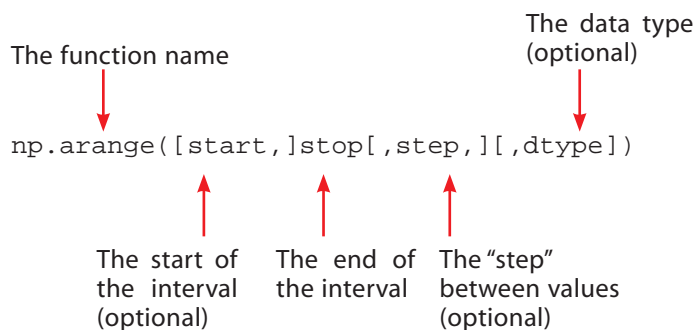 The data type
(optional)
The function name
np.arange([start,]stop[,step,][,dtype])
The start of
the interval
(optional)
The end of
the interval
The “step”
between values
(optional)